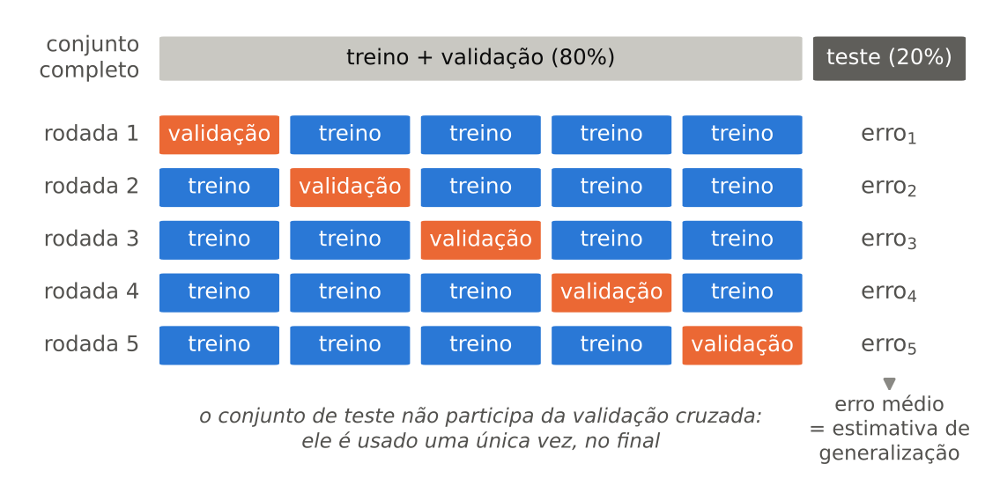 conjunto
completo
treino + validação (80%)
teste (20%)
rodada 1 validação treino treino treino treino erro₁
rodada 2 treino validação treino treino treino erro₂
rodada 3 treino treino validação treino treino erro₃
rodada 4 treino treino treino validação treino erro₄
rodada 5 treino treino treino treino validação erro₅
o conjunto de teste não participa da validação cruzada:
ele é usado uma única vez, no final
erro médio
= estimativa de
generalização